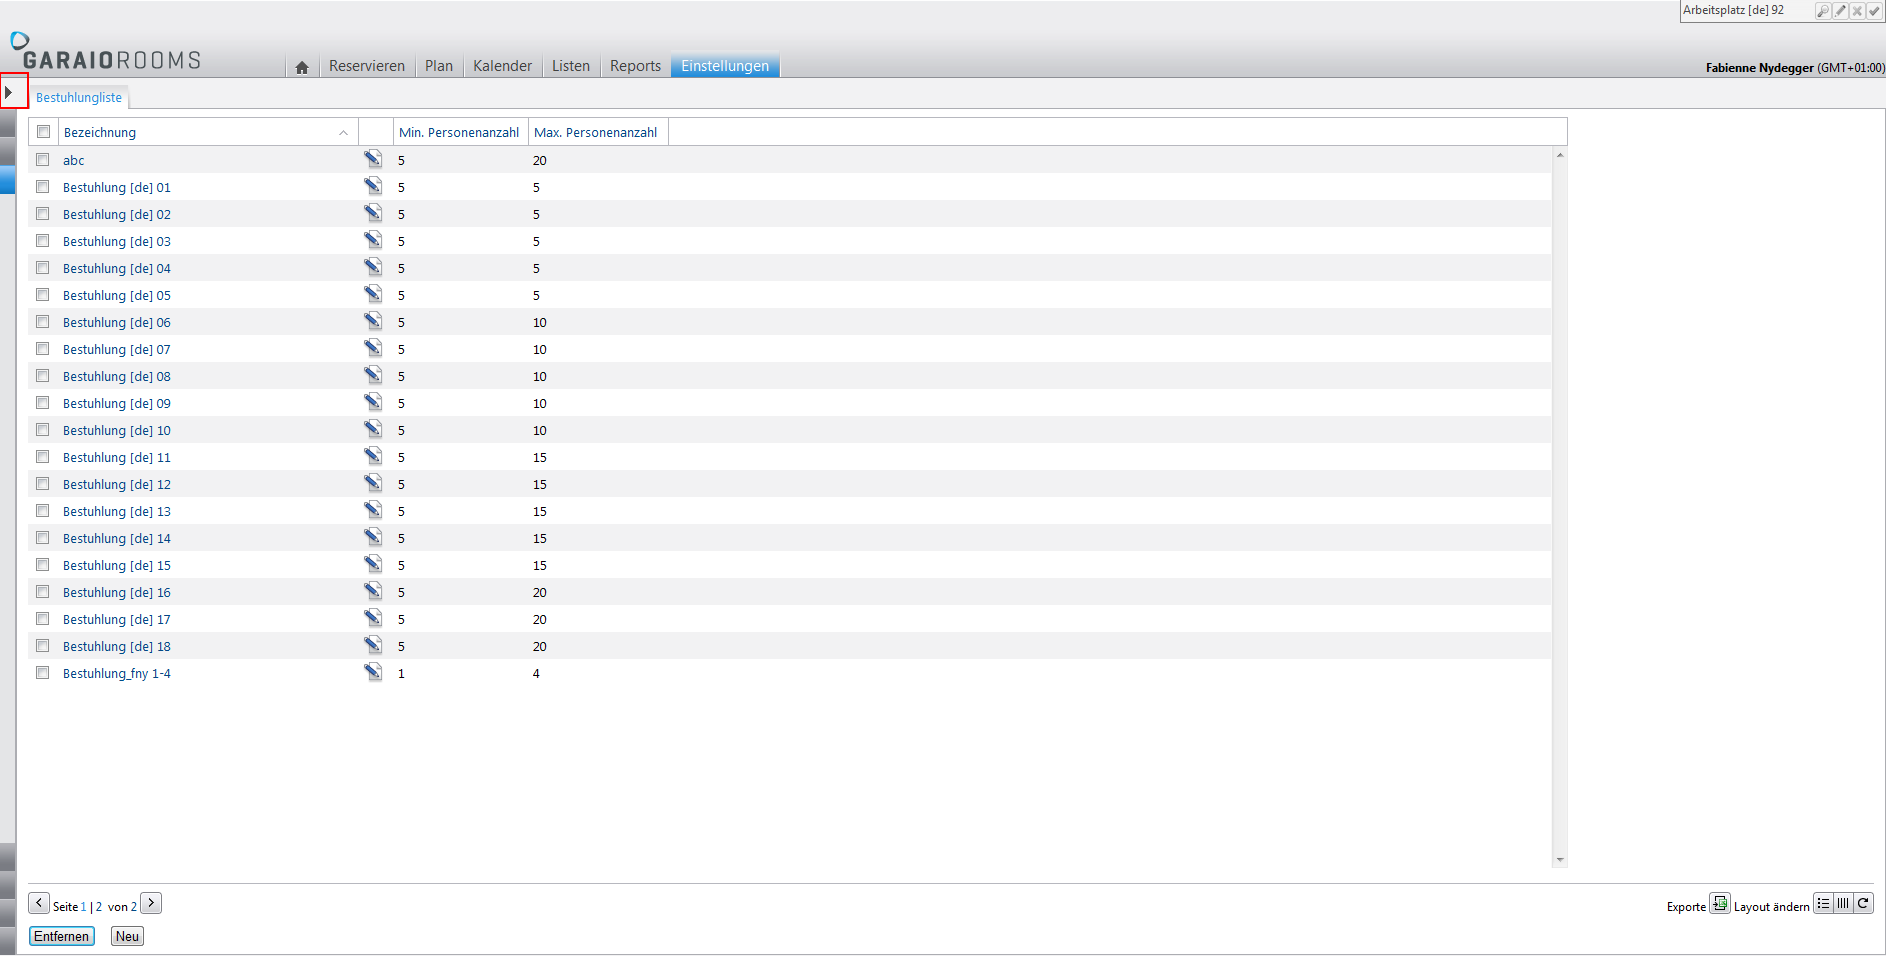 Arbeitsplatz [de] 92
GARAIOROOMS
Reservieren Plan Kalender Listen Reports Einstellungen
Fabienne Nydegger (GMT+01:00)
Bestuhlungliste
Bezeichnung Min. Personenanzahl Max. Personenanzahl
abc 5 20
Bestuhlung [de] 01 5 5
Bestuhlung [de] 02 5 5
Bestuhlung [de] 03 5 5
Bestuhlung [de] 04 5 5
Bestuhlung [de] 05 5 5
Bestuhlung [de] 06 5 10
Bestuhlung [de] 07 5 10
Bestuhlung [de] 08 5 10
Bestuhlung [de] 09 5 10
Bestuhlung [de] 10 5 10
Bestuhlung [de] 11 5 15
Bestuhlung [de] 12 5 15
Bestuhlung [de] 13 5 15
Bestuhlung [de] 14 5 15
Bestuhlung [de] 15 5 15
Bestuhlung [de] 16 5 20
Bestuhlung [de] 17 5 20
Bestuhlung [de] 18 5 20
Bestuhlung_fny 1-4 1 4
Seite 1 | 2 von 2
Exporte Layout ändern
Entfernen Neu